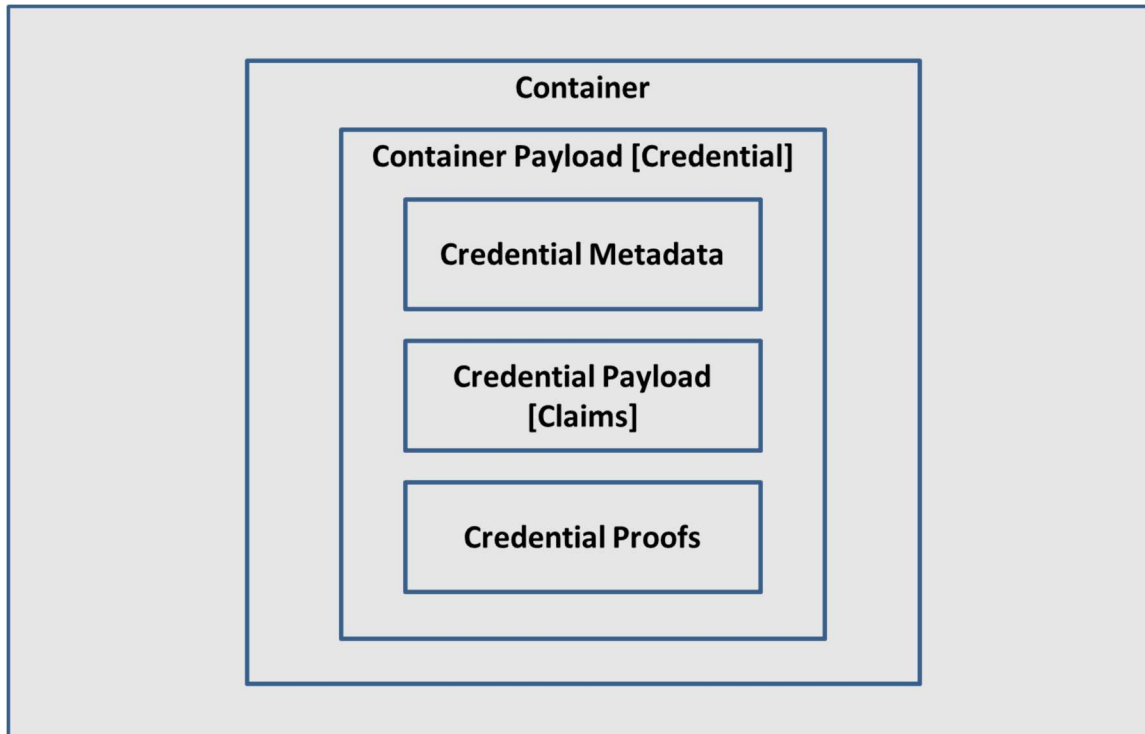 Container
Container Payload [Credential]
Credential Metadata
Credential Payload
[Claims]
Credential Proofs